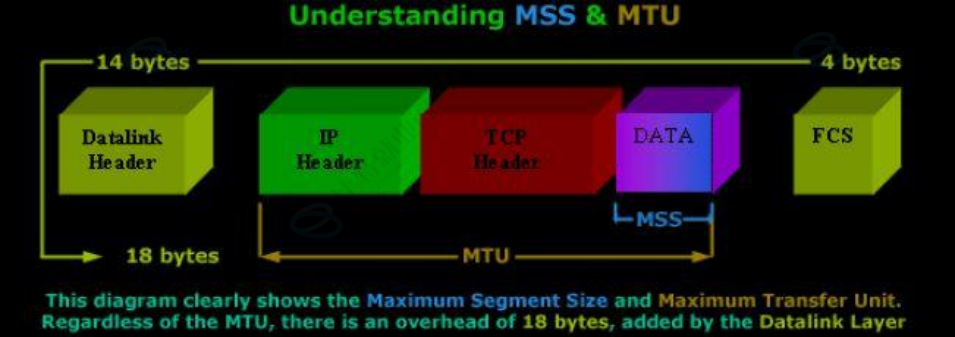 Understanding MSS & MTU
14 bytes
4 bytes
Datalink
Header
IP
Header
TCP
Header
DATA
FCS
MSS
18 bytes
MTU
This diagram clearly shows the Maximum Segment Size and Maximum Transfer Unit.
Regardless of the MTU, there is an overhead of 18 bytes, added by the Datalink Layer